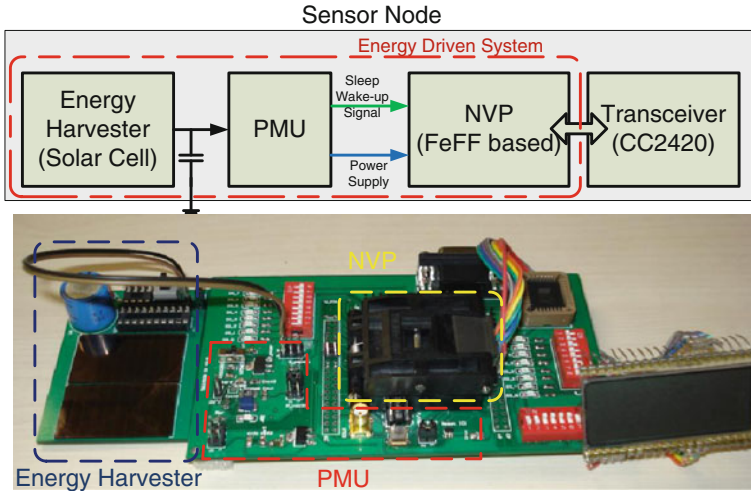 Sensor Node
Energy Driven System
Energy
Harvester
(Solar Cell)
PMU
Sleep
Wake-up
Signal
Power
Supply
NVP
(FeFF based)
Transceiver
(CC2420)
NVP
Energy Harvester
PMU